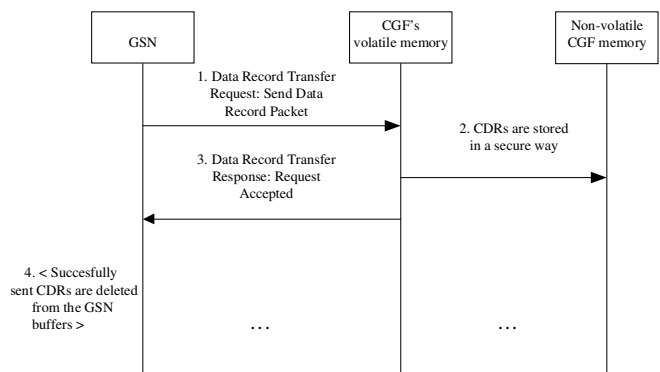 GSN
CGF's
volatile memory
Non-volatile
CGF memory
1. Data Record Transfer
Request: Send Data
Record Packet
2. CDRs are stored
in a secure way
3. Data Record Transfer
Response: Request
Accepted
4. < Succesfully
sent CDRs are deleted
from the GSN
buffers >
...
...